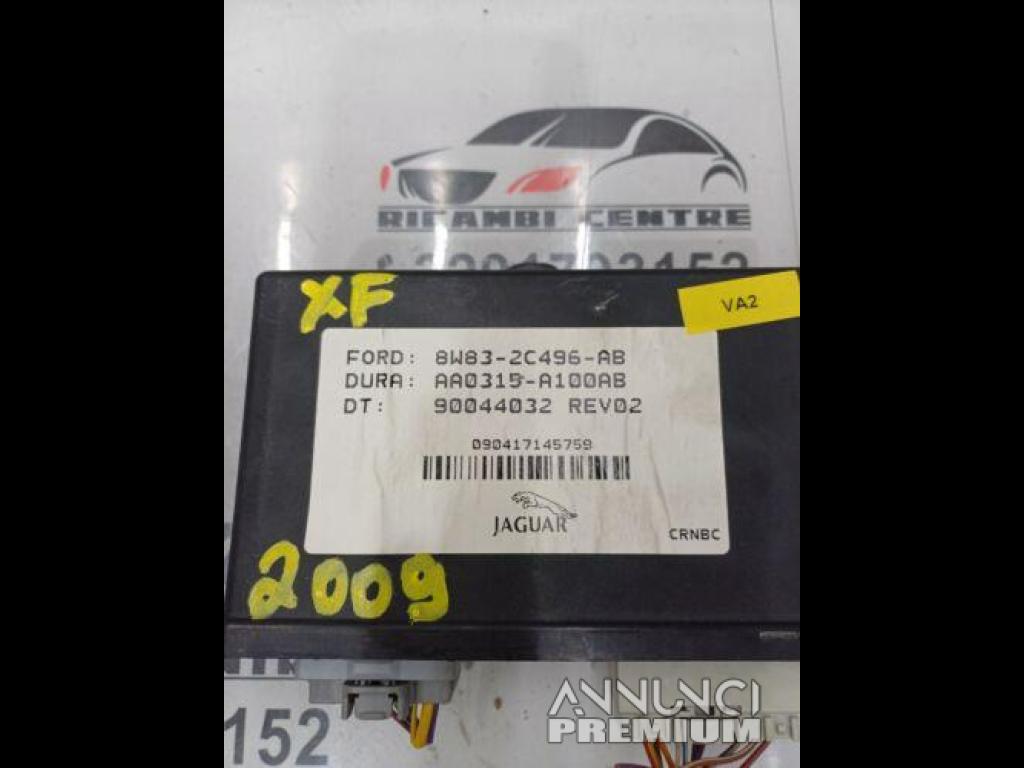 RICAMBI CENTRE
3201793152
XF
VA2
FORD: 8W83-2C496-AB
DURA: AA0315-A100AB
DT: 90044032 REV02
090417145759
JAGUAR
CRNBC
2009
152
ANNUNCI
PREMIUM